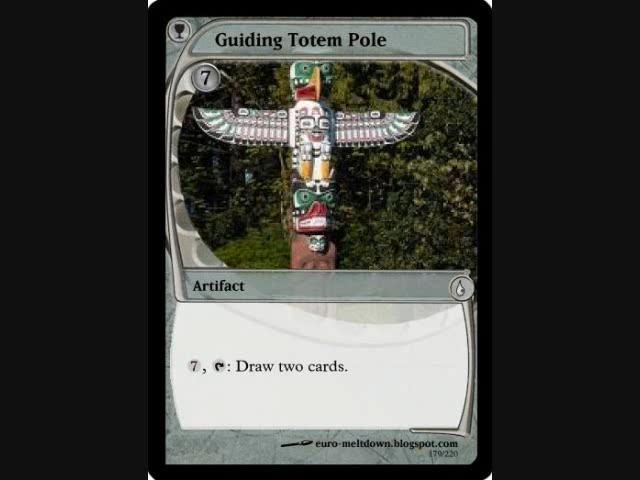 Guiding Totem Pole
7
Artifact
7, : Draw two cards.
euro-meltdown.blogspot.com
179/220